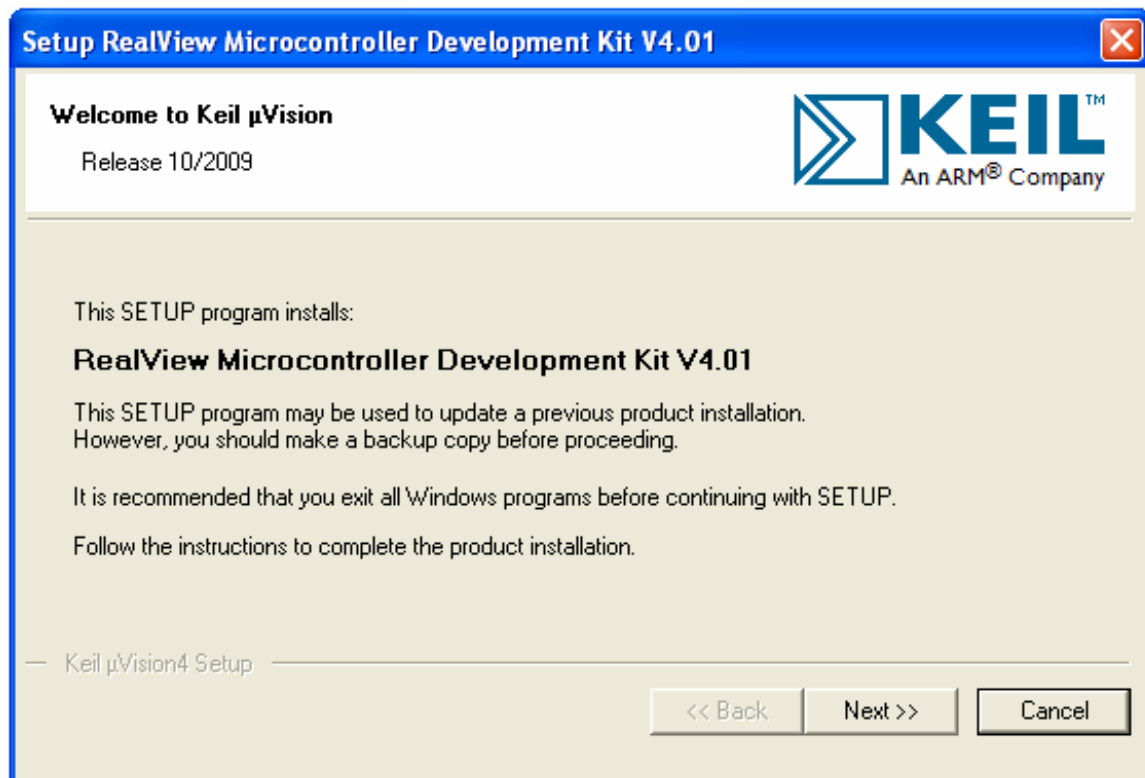 Setup RealView Microcontroller Development Kit V4.01
Welcome to Keil µVision
Release 10/2009
KEIL™
An ARM® Company
This SETUP program installs:
RealView Microcontroller Development Kit V4.01
This SETUP program may be used to update a previous product installation.
However, you should make a backup copy before proceeding.
It is recommended that you exit all Windows programs before continuing with SETUP.
Follow the instructions to complete the product installation.
Keil µVision4 Setup
<< Back
Next >>
Cancel